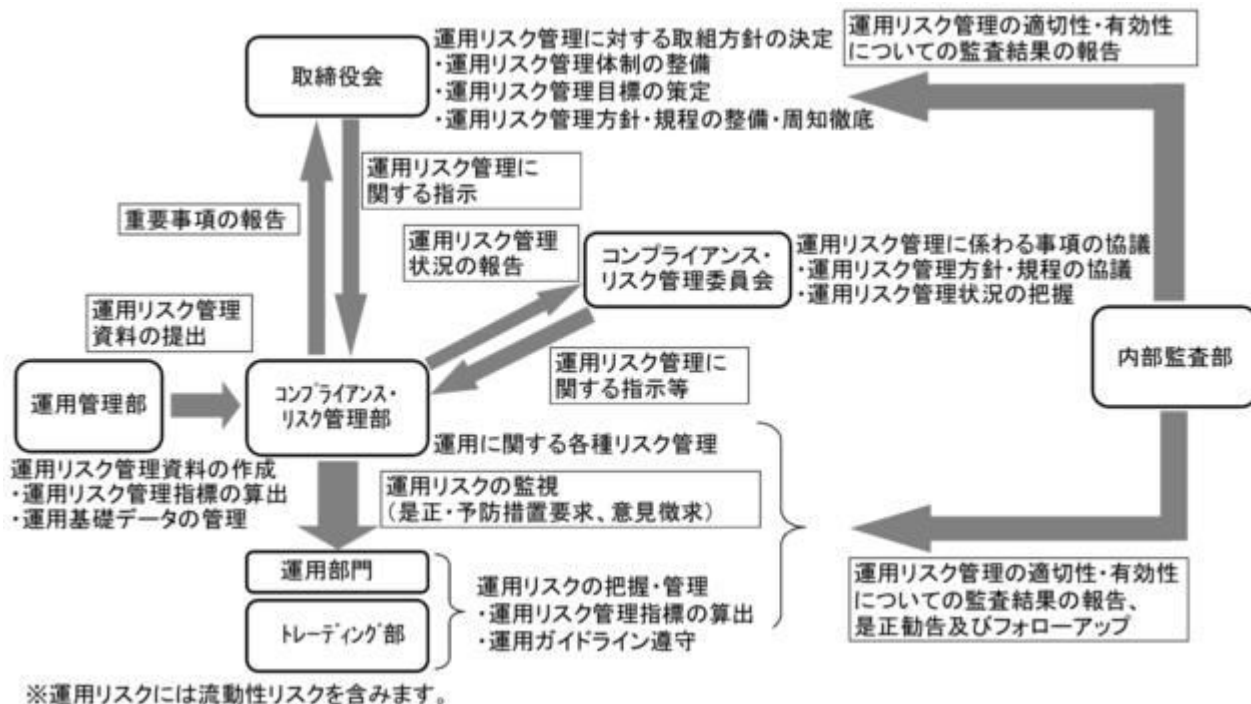 取締役会
運用リスク管理に対する取組方針の決定
・運用リスク管理体制の整備
・運用リスク管理目標の策定
・運用リスク管理方針・規程の整備・周知徹底
運用リスク管理の適切性・有効性
についての監査結果の報告
運用リスク管理に
関する指示
重要事項の報告
運用リスク管理
状況の報告
コンプライアンス・
リスク管理委員会
運用リスク管理に係わる事項の協議
・運用リスク管理方針・規程の協議
・運用リスク管理状況の把握
運用リスク管理
資料の提出
運用リスク管理に
関する指示等
内部監査部
運用管理部
コンプライアンス・
リスク管理部
運用に関する各種リスク管理
運用リスク管理資料の作成
・運用リスク管理指標の算出
・運用基礎データの管理
運用リスクの監視
（是正・予防措置要求、意見徴求）
運用部門
トレーディング部
運用リスクの把握・管理
・運用リスク管理指標の算出
・運用ガイドライン遵守
運用リスク管理の適切性・有効性
についての監査結果の報告、
是正勧告及びフォローアップ
※運用リスクには流動性リスクを含みます。